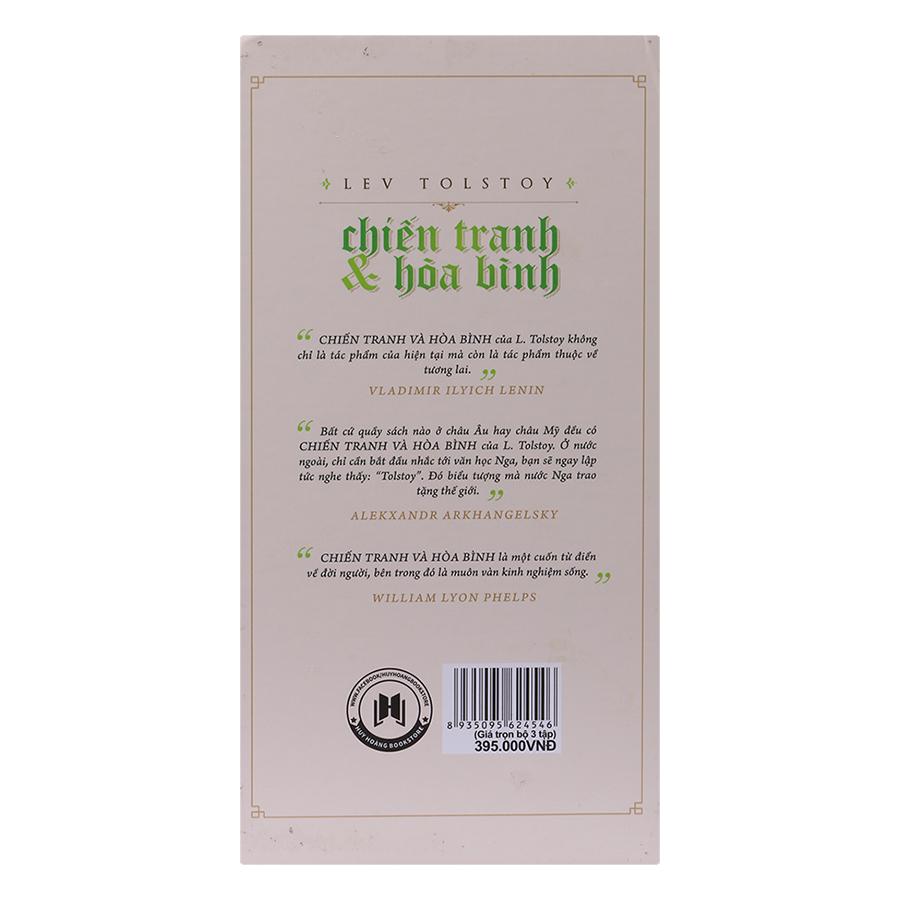 LEV TOLSTOY
chiến tranh
& hòa bình
“ CHIẾN TRANH VÀ HÒA BÌNH của L. Tolstoy không
chỉ là tác phẩm của hiện tại mà còn là tác phẩm thuộc về
tương lai. ”
VLADIMIR ILYICH LENIN
“ Bất cứ quầy sách nào ở châu Âu hay châu Mỹ đều có
CHIẾN TRANH VÀ HÒA BÌNH của L. Tolstoy. Ở nước
ngoài, chỉ cần bắt đầu nhắc tới văn học Nga, bạn sẽ ngay lập
tức nghe thấy: “Tolstoy”. Đó biểu tượng mà nước Nga trao
tặng thế giới. ”
ALEKXANDR ARKHANGELSKY
“ CHIẾN TRANH VÀ HÒA BÌNH là một cuốn từ điển
về đời người, bên trong đó là muôn vàn kinh nghiệm sống. ”
WILLIAM LYON PHELPS
WWW.FACEBOOK/HUYHOANGBOOKSTORE
HUY HOANG BOOKSTORE
8 935095 624546
(Giá trọn bộ 3 tập)
395.000VNĐ